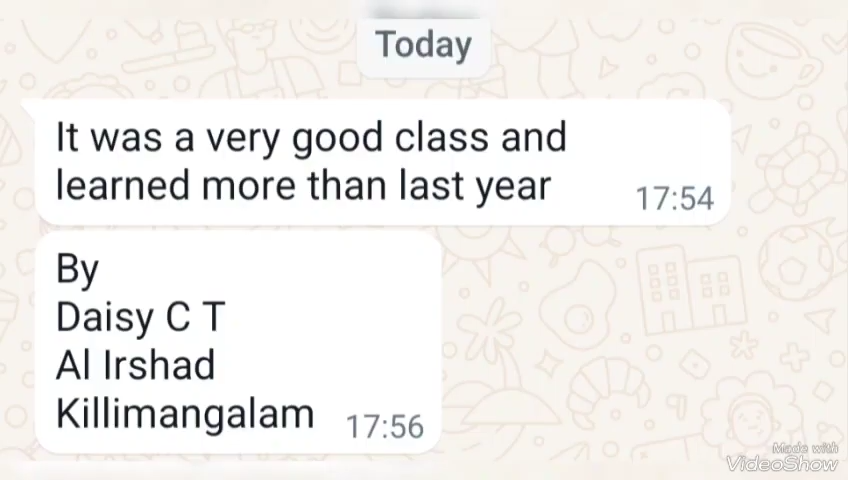 Today
It was a very good class and
learned more than last year
17:54
By
Daisy C T
Al Irshad
Killimangalam
17:56
Made with
VideoShow